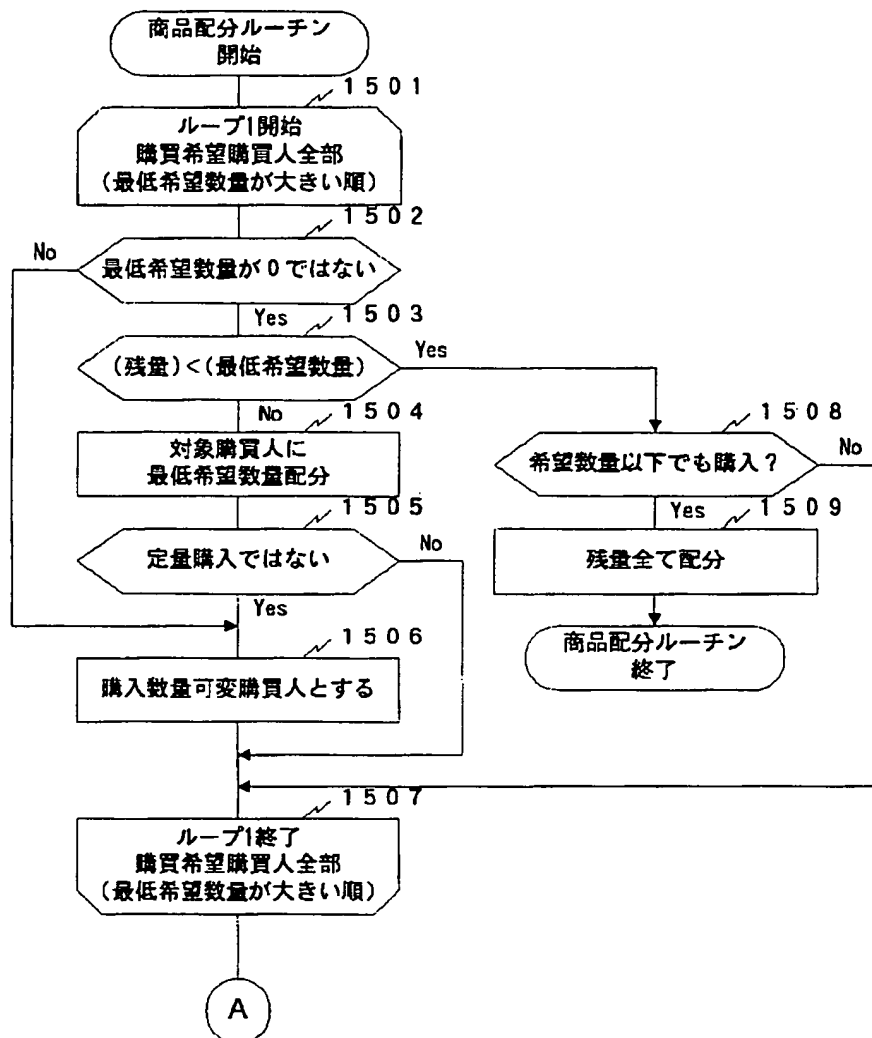 商品配分ルーチン
開始
1501
ループ1開始
購買希望購買人全部
(最低希望数量が大きい順)
1502
No
最低希望数量が0ではない
Yes
1503
(残量)<(最低希望数量)
Yes
No
1504
対象購買人に
最低希望数量配分
1508
希望数量以下でも購入?
No
Yes
1509
残量全て配分
商品配分ルーチン
終了
1505
定量購入ではない
No
Yes
1506
購入数量可変購買人とする
1507
ループ1終了
購買希望購買人全部
(最低希望数量が大きい順)
A